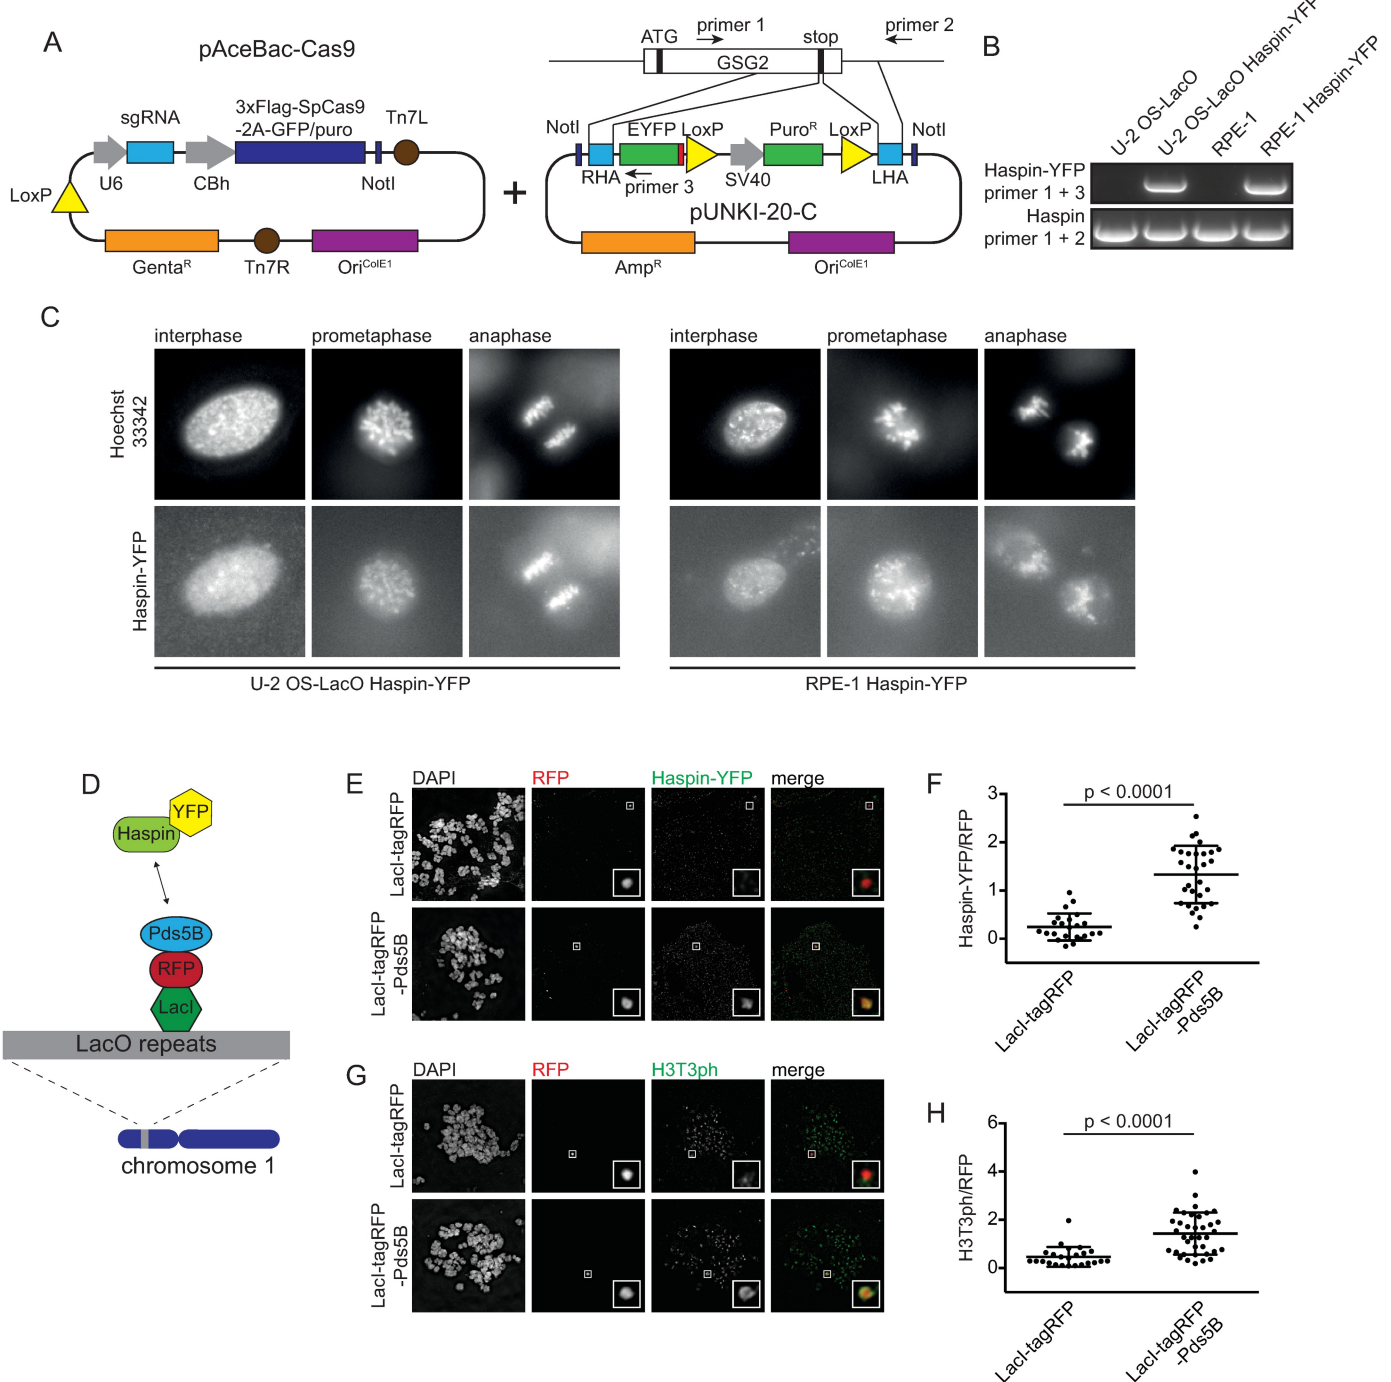 A
pAceBac-Cas9
sgRNA
3xFlag-SpCas9
-2A-GFP/puro
Tn7L
U6
CBh
NotI
LoxP
GentaR
Tn7R
OriColE1
+
ATG
primer 1
stop
primer 2
GSG2
NotI
EYFP
LoxP
PuroR
LoxP
NotI
RHA
primer 3
SV40
LHA
pUNKI-20-C
AmpR
OriColE1
B
U-2 OS-LacO
U-2 OS-LacO Haspin-YFP
RPE-1
RPE-1 Haspin-YFP
Haspin-YFP
primer 1 + 3
Haspin
primer 1 + 2
C
interphase
prometaphase
anaphase
interphase
prometaphase
anaphase
Hoechst
33342
Haspin-YFP
U-2 OS-LacO Haspin-YFP
RPE-1 Haspin-YFP
D
YFP
Haspin
Pds5B
RFP
LacI
LacO repeats
chromosome 1
E
DAPI
RFP
Haspin-YFP
merge
LacI-tagRFP
LacI-tagRFP
-Pds5B
F
p < 0.0001
Haspin-YFP/RFP
3
2
1
0
LacI-tagRFP
LacI-tagRFP
-Pds5B
G
DAPI
RFP
H3T3ph
merge
LacI-tagRFP
LacI-tagRFP
-Pds5B
H
p < 0.0001
H3T3ph/RFP
6
4
2
0
LacI-tagRFP
LacI-tagRFP
-Pds5B